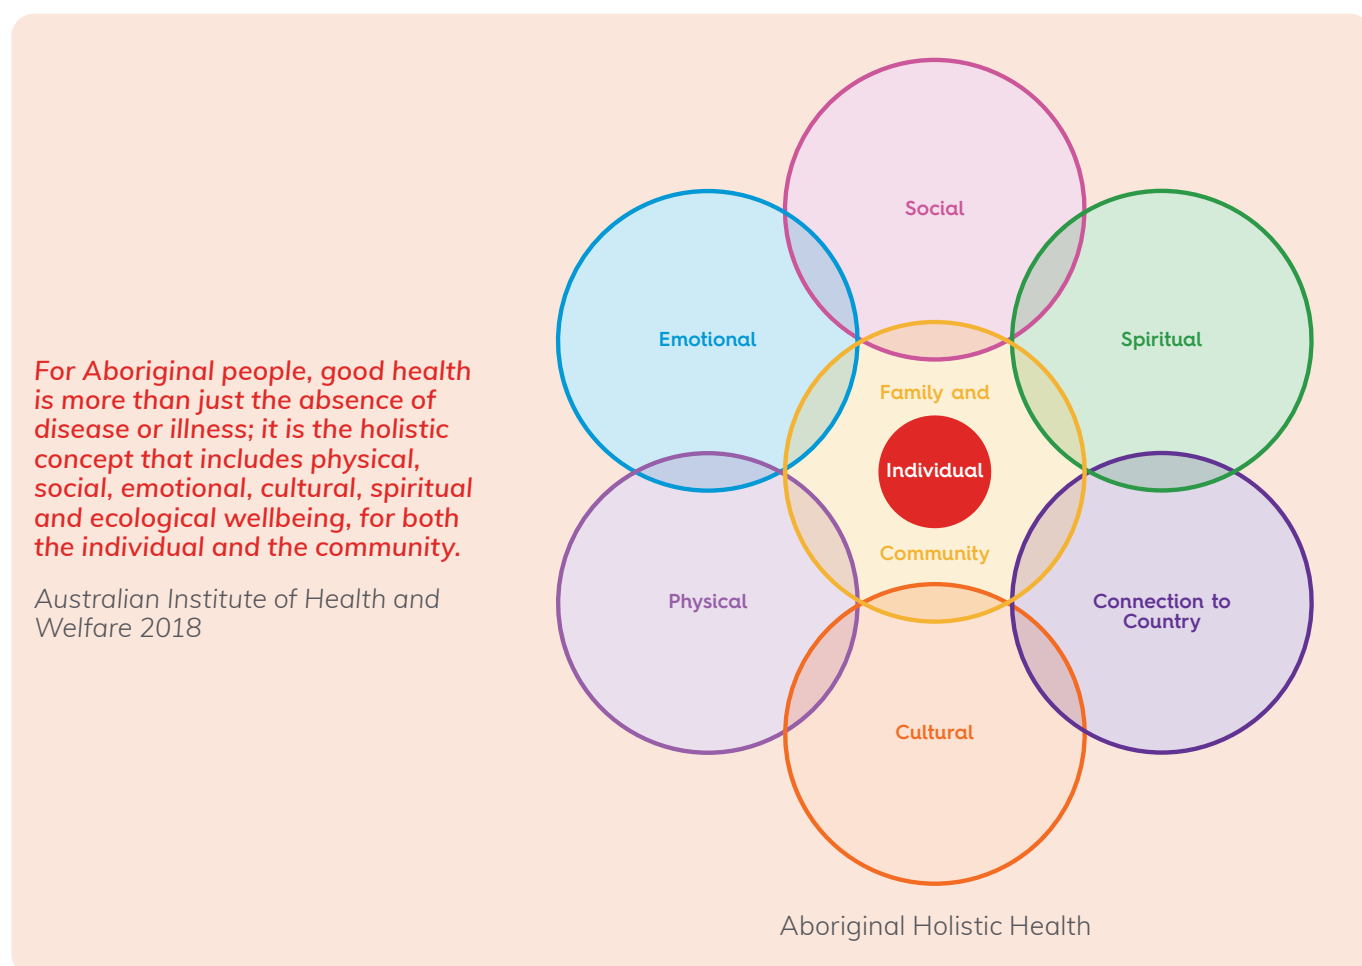 For Aboriginal people, good health
is more than just the absence of
disease or illness; it is the holistic
concept that includes physical,
social, emotional, cultural, spiritual
and ecological wellbeing, for both
the individual and the community.
Australian Institute of Health and
Welfare 2018
Social
Emotional
Spiritual
Family and
Individual
Community
Physical
Connection to
Country
Cultural
Aboriginal Holistic Health